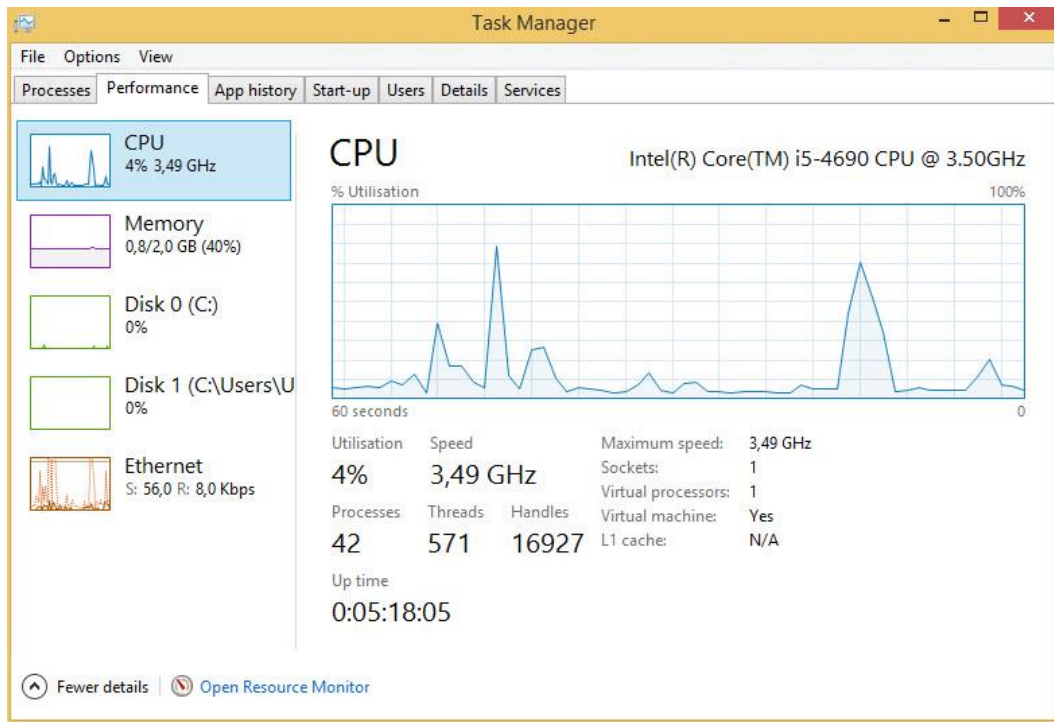 Task Manager
File Options View
Processes Performance App history Start-up Users Details Services
CPU
4% 3,49 GHz
Memory
0,8/2,0 GB (40%)
Disk 0 (C:)
0%
Disk 1 (C:\Users\U
0%
Ethernet
S: 56,0 R: 8,0 Kbps
CPU Intel(R) Core(TM) i5-4690 CPU @ 3.50GHz
% Utilisation 100%
60 seconds 0
Utilisation Speed
4% 3,49 GHz
Processes Threads Handles
42 571 16927
Up time
0:05:18:05
Maximum speed: 3,49 GHz
Sockets: 1
Virtual processors: 1
Virtual machine: Yes
L1 cache: N/A
Fewer details Open Resource Monitor